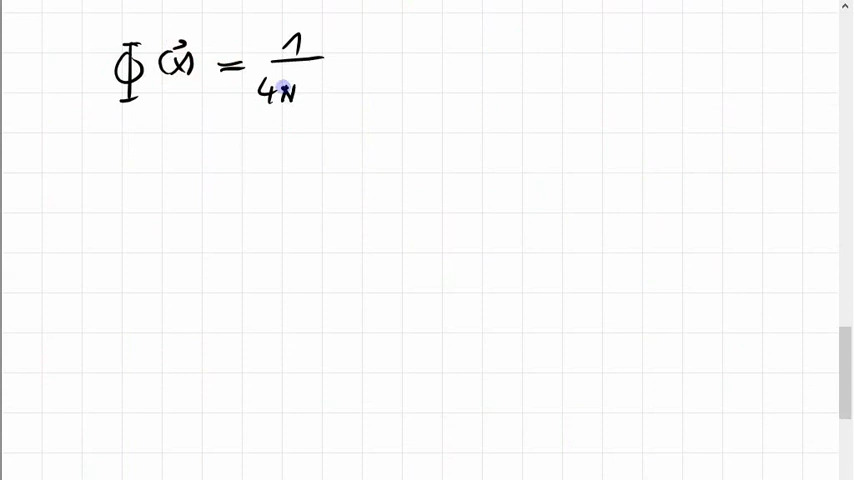 Φ(x⃗) = 1/4π